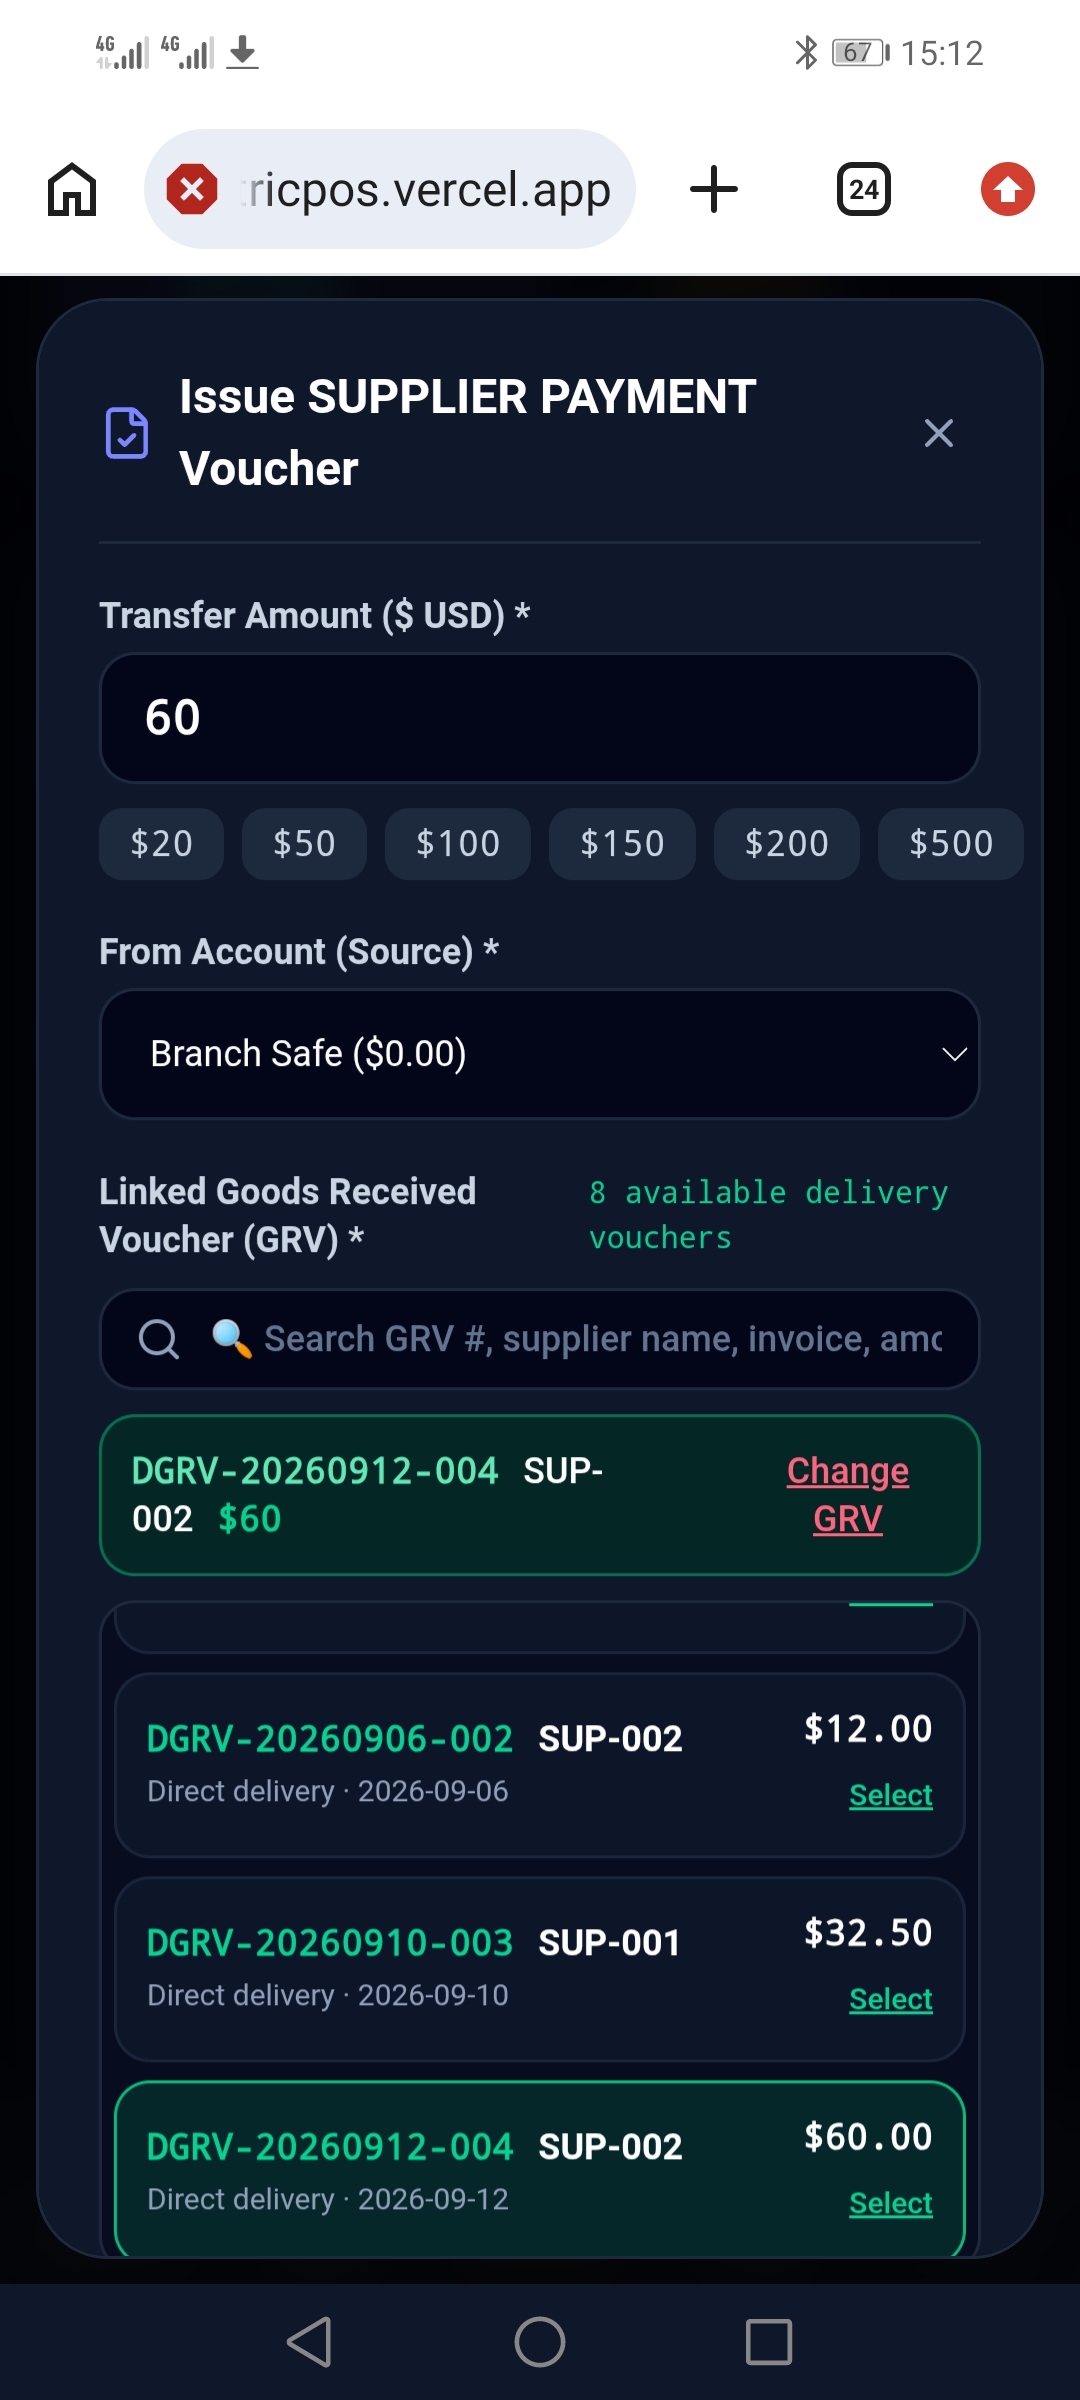 4G 4G 67 15:12
ricpos.vercel.app 24
Issue SUPPLIER PAYMENT
Voucher
Transfer Amount ($ USD) *
60
$20 $50 $100 $150 $200 $500
From Account (Source) *
Branch Safe ($0.00)
Linked Goods Received
Voucher (GRV) *
8 available delivery
vouchers
Search GRV #, supplier name, invoice, amo
DGRV-20260912-004 SUP-
002 $60
Change
GRV
DGRV-20260906-002 SUP-002 $12.00
Direct delivery · 2026-09-06 Select
DGRV-20260910-003 SUP-001 $32.50
Direct delivery · 2026-09-10 Select
DGRV-20260912-004 SUP-002 $60.00
Direct delivery · 2026-09-12 Select